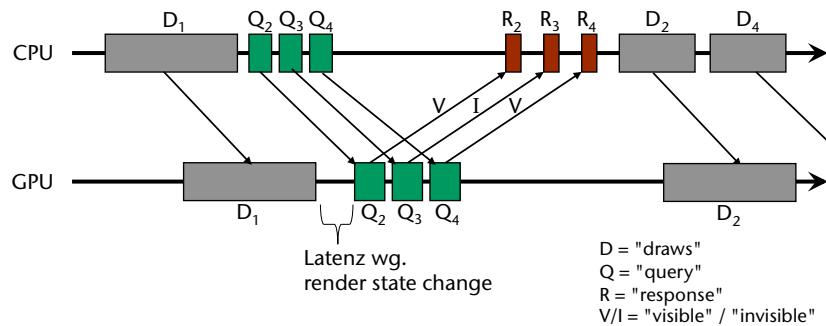 D₁ Q₂ Q₃ Q₄ R₂ R₃ R₄ D₂ D₄
CPU
V I V
GPU
D₁ Q₂ Q₃ Q₄ D₂
Latenz wg.
render state change
D = "draws"
Q = "query"
R = "response"
V/I = "visible" / "invisible"